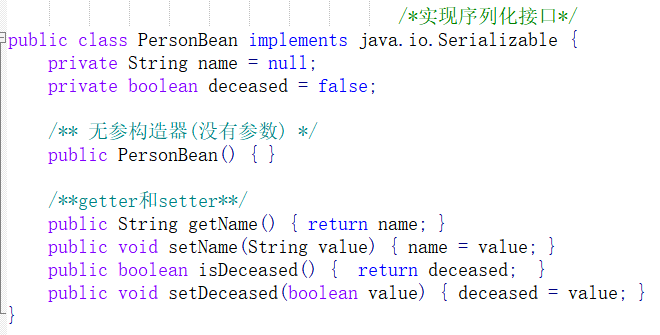 /*实现序列化接口*/
public class PersonBean implements java.io.Serializable {
private String name = null;
private boolean deceased = false;
/** 无参构造器(没有参数) */
public PersonBean() { }
/**getter和setter**/
public String getName() { return name; }
public void setName(String value) { name = value; }
public boolean isDeceased() {  return deceased;  }
public void setDeceased(boolean value) { deceased = value; }
}